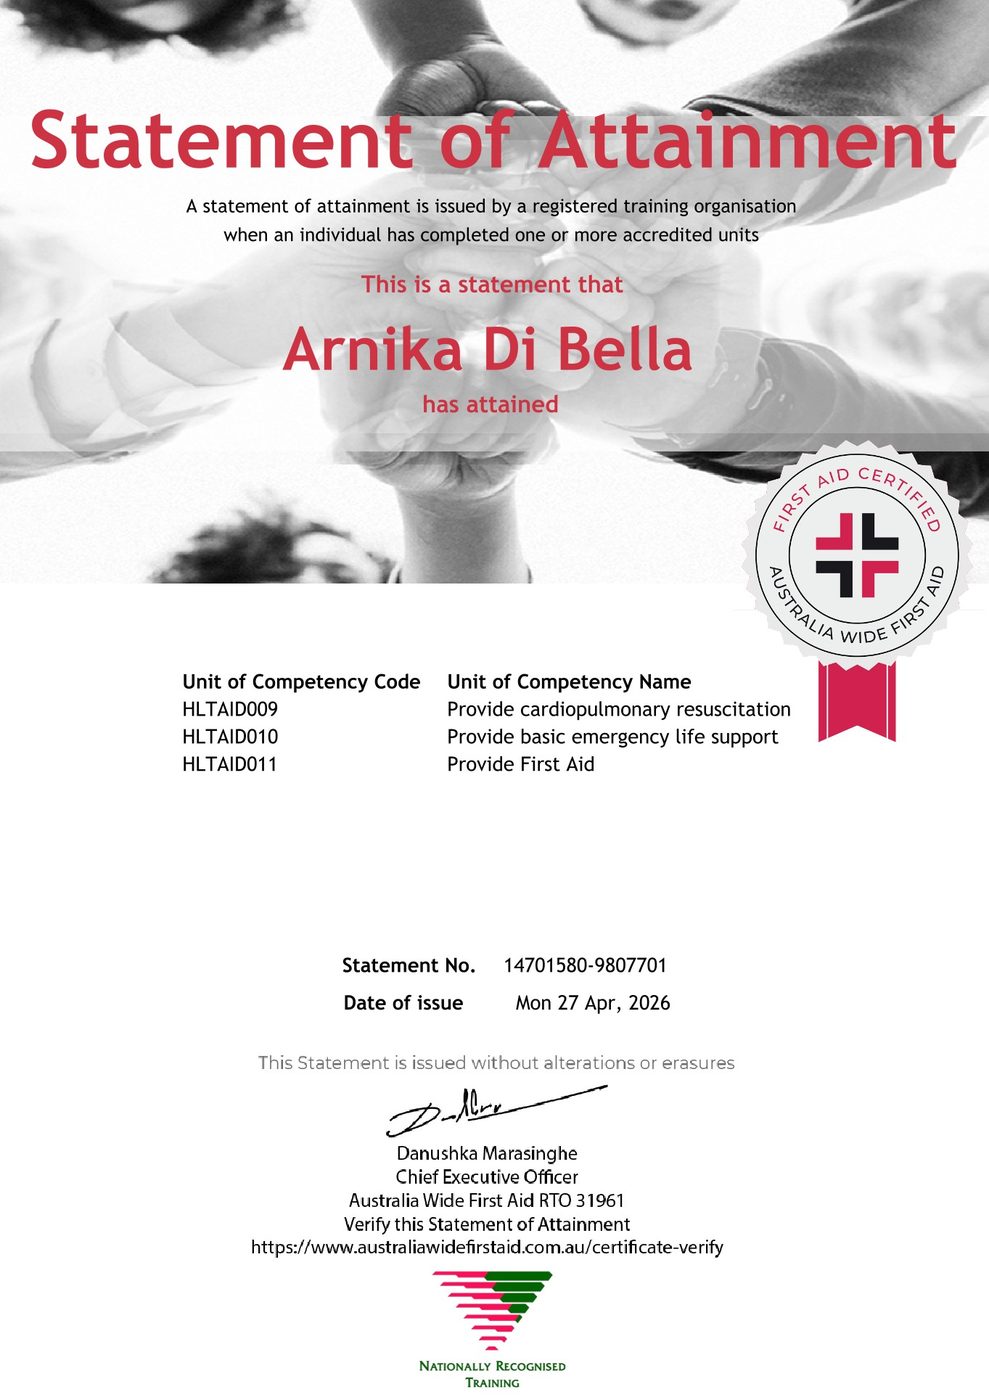 Statement of Attainment
A statement of attainment is issued by a registered training organisation
when an individual has completed one or more accredited units
This is a statement that
Arnika Di Bella
has attained
FIRST AID CERTIFIED
AUSTRALIA WIDE FIRST AID
Unit of Competency Code Unit of Competency Name
HLTAID009 Provide cardiopulmonary resuscitation
HLTAID010 Provide basic emergency life support
HLTAID011 Provide First Aid
Statement No. 14701580-9807701
Date of issue Mon 27 Apr, 2026
This Statement is issued without alterations or erasures
Danushka Marasinghe
Chief Executive Officer
Australia Wide First Aid RTO 31961
Verify this Statement of Attainment
https://www.australiawidefirstaid.com.au/certificate-verify
NATIONALLY RECOGNISED
TRAINING